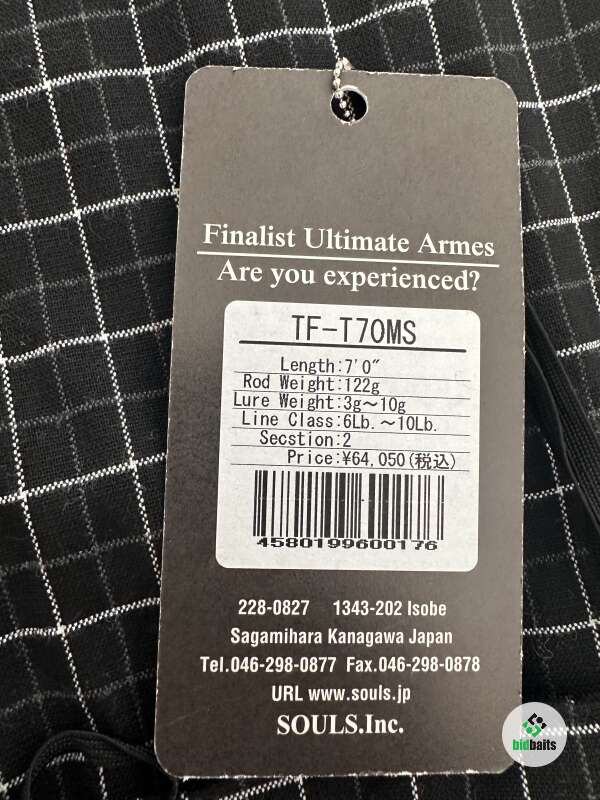 Finalist Ultimate Armes
Are you experienced?
TF-T70MS
Length:7'0"
Rod Weight:122g
Lure Weight:3g～10g
Line Class:6Lb.～10Lb.
Secstion:2
Price:¥64,050(税込)
4580199600176
228-0827 1343-202 Isobe
Sagamihara Kanagawa Japan
Tel.046-298-0877 Fax.046-298-0878
URL www.souls.jp
SOULS.Inc.
bidbaits